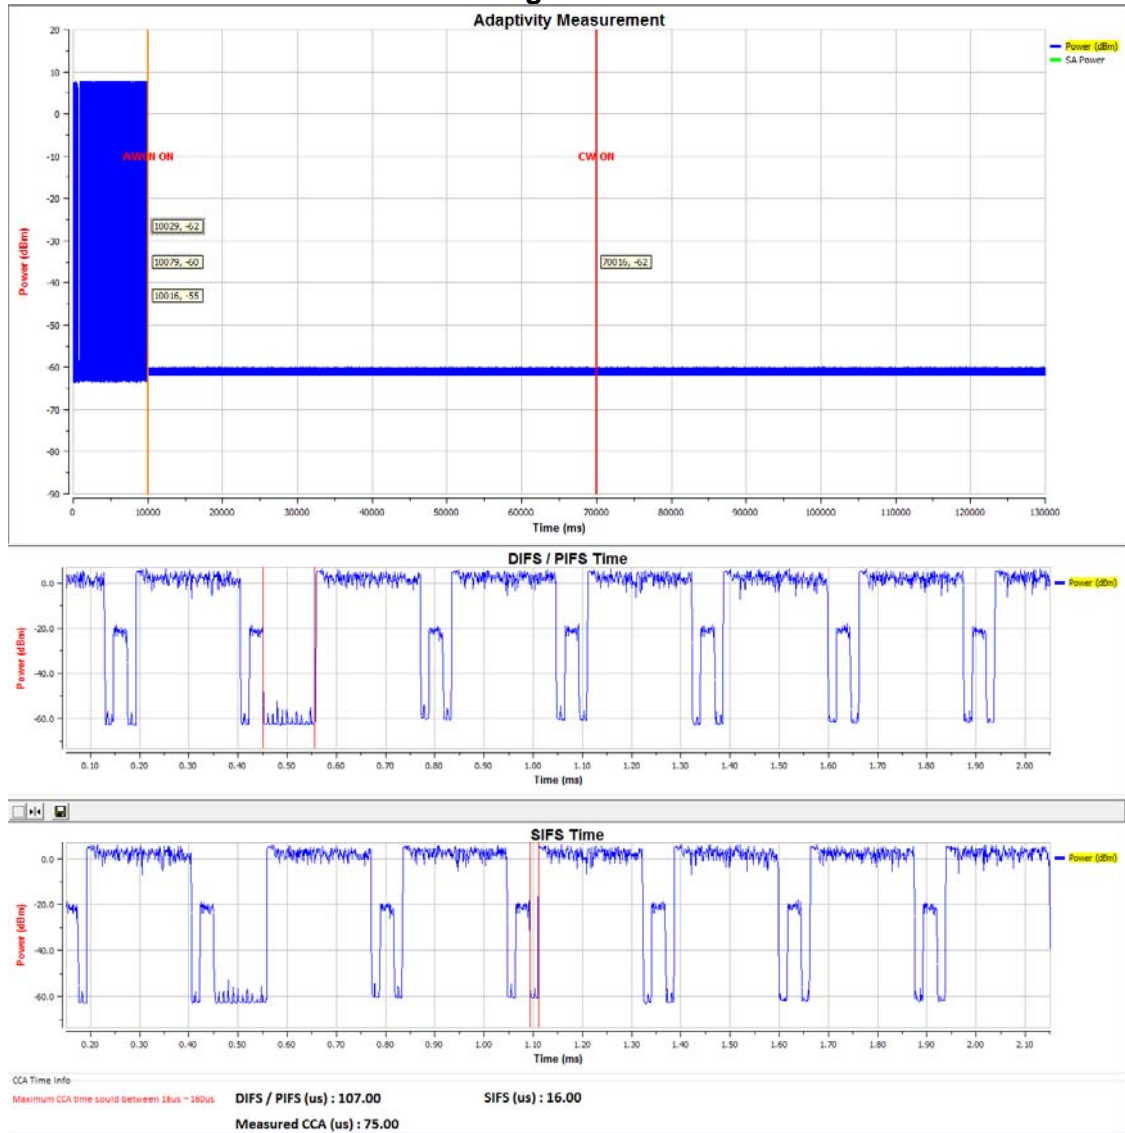 Adaptivity Measurement
20
10
0
-10
-20
-30
-40
-50
-60
-70
-80
-90
Power (dBm)
AWGN ON
CW ON
10029, -62
10079, -60
10016, -55
70016, -62
Power (dBm)
SA Power
0 10000 20000 30000 40000 50000 60000 70000 80000 90000 100000 110000 120000 130000
Time (ms)
DIFS / PIFS Time
0.0
-20.0
-40.0
-60.0
Power (dBm)
Power (dBm)
0.10 0.20 0.30 0.40 0.50 0.60 0.70 0.80 0.90 1.00 1.10 1.20 1.30 1.40 1.50 1.60 1.70 1.80 1.90 2.00
Time (ms)
SIFS Time
0.0
-20.0
-40.0
-60.0
Power (dBm)
Power (dBm)
0.20 0.30 0.40 0.50 0.60 0.70 0.80 0.90 1.00 1.10 1.20 1.30 1.40 1.50 1.60 1.70 1.80 1.90 2.00 2.10
Time (ms)
CCA Time Info
Maximum CCA time sould between 18us ~ 160us
DIFS / PIFS (us) : 107.00
SIFS (us) : 16.00
Measured CCA (us) : 75.00